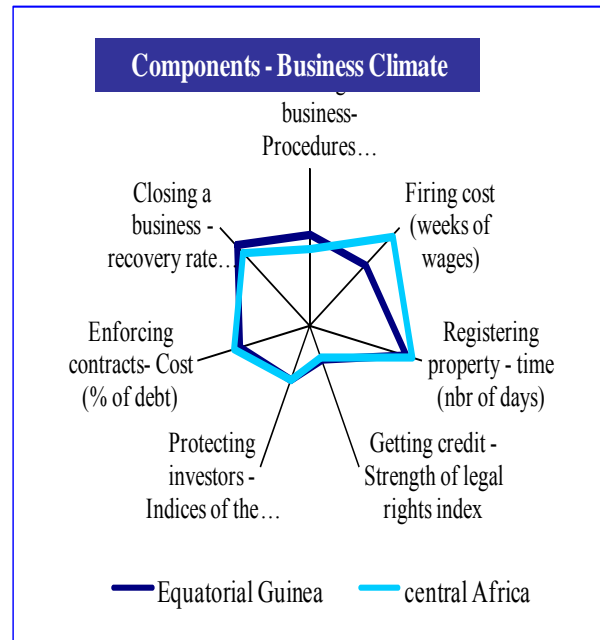 Components - Business Climate
business-
Procedures…
Closing a
business -
recovery rate…
Firing cost
(weeks of
wages)
Enforcing
contracts- Cost
(% of debt)
Registering
property - time
(nbr of days)
Protecting
investors -
Indices of the…
Getting credit -
Strength of legal
rights index
Equatorial Guinea
central Africa